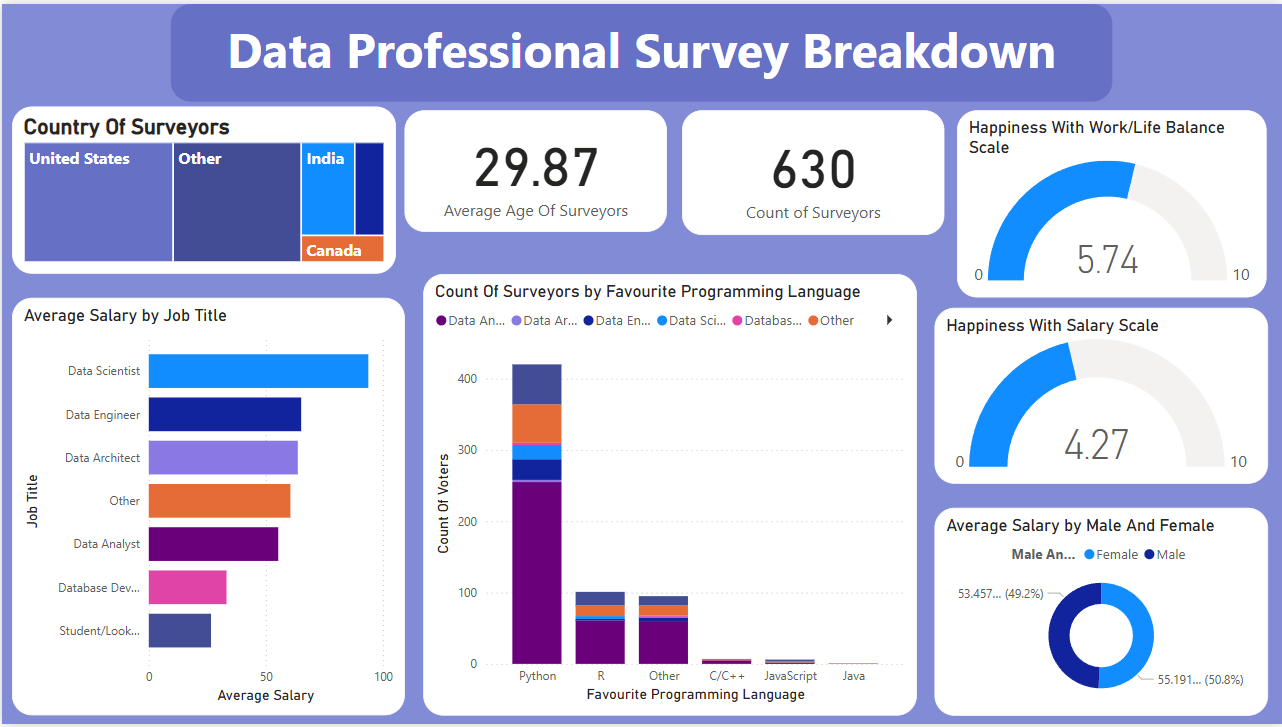 Data Professional Survey Breakdown
Country Of Surveyors
United States
Other
India
Canada
29.87
Average Age Of Surveyors
630
Count of Surveyors
Happiness With Work/Life Balance
Scale
5.74
0
10
Average Salary by Job Title
Job Title
Data Scientist
Data Engineer
Data Architect
Other
Data Analyst
Database Dev...
Student/Look...
0
50
100
Average Salary
Count Of Surveyors by Favourite Programming Language
Data An...
Data Ar...
Data En...
Data Sci...
Databas...
Other
Count Of Voters
400
300
200
100
0
Python
R
Other
C/C++
JavaScript
Java
Favourite Programming Language
Happiness With Salary Scale
4.27
0
10
Average Salary by Male And Female
Male An...
Female
Male
53.457... (49.2%)
55.191... (50.8%)